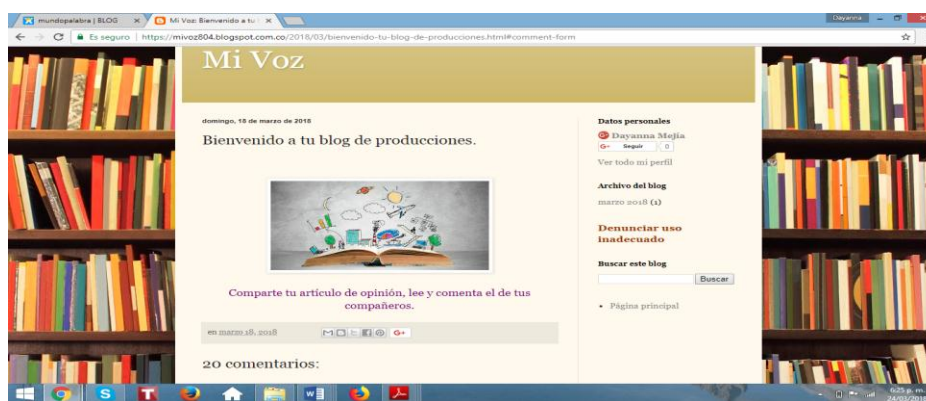 mundopalabra | BLOG
Mi Voz: Bienvenido a tu
Dayanna
Es seguro
https://mivoz804.blogspot.com.co/2018/03/bienvenido-tu-blog-de-producciones.html#comment-form
Mi Voz
domingo, 18 de marzo de 2018
Bienvenido a tu blog de producciones.
Comparte tu artículo de opinión, lee y comenta el de tus
compañeros.
en marzo 18, 2018
G+
20 comentarios:
Datos personales
Dayanna Mejía
G+ Seguir 0
Ver todo mi perfil
Archivo del blog
marzo 2018 (1)
Denunciar uso
inadecuado
Buscar este blog
Buscar
Página principal
6:25 p. m.
24/03/2018